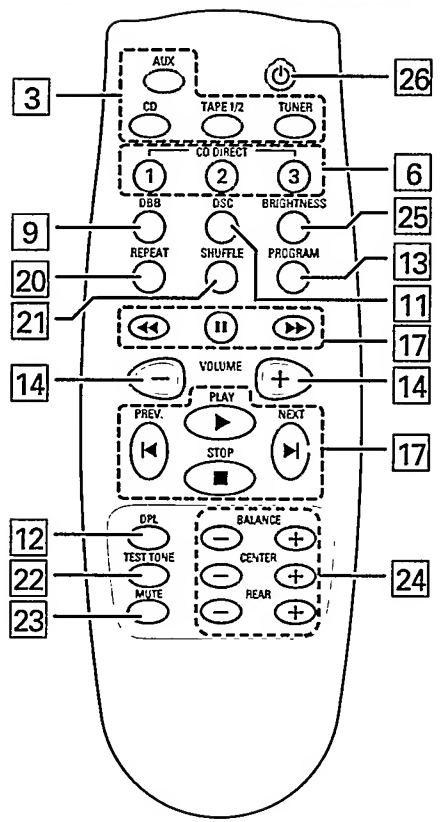 AUX
3
26
CD TAPE 1/2 TUNER
CD DIRECT
1 2 3
6
DBB DSC BRIGHTNESS
9
25
REPEAT SHUFFLE PROGRAM
20
13
21
11
17
VOLUME
14
14
PLAY
PREV. NEXT
STOP
17
DPL BALANCE
12
TEST TONE CENTER
22
24
MUTE REAR
23